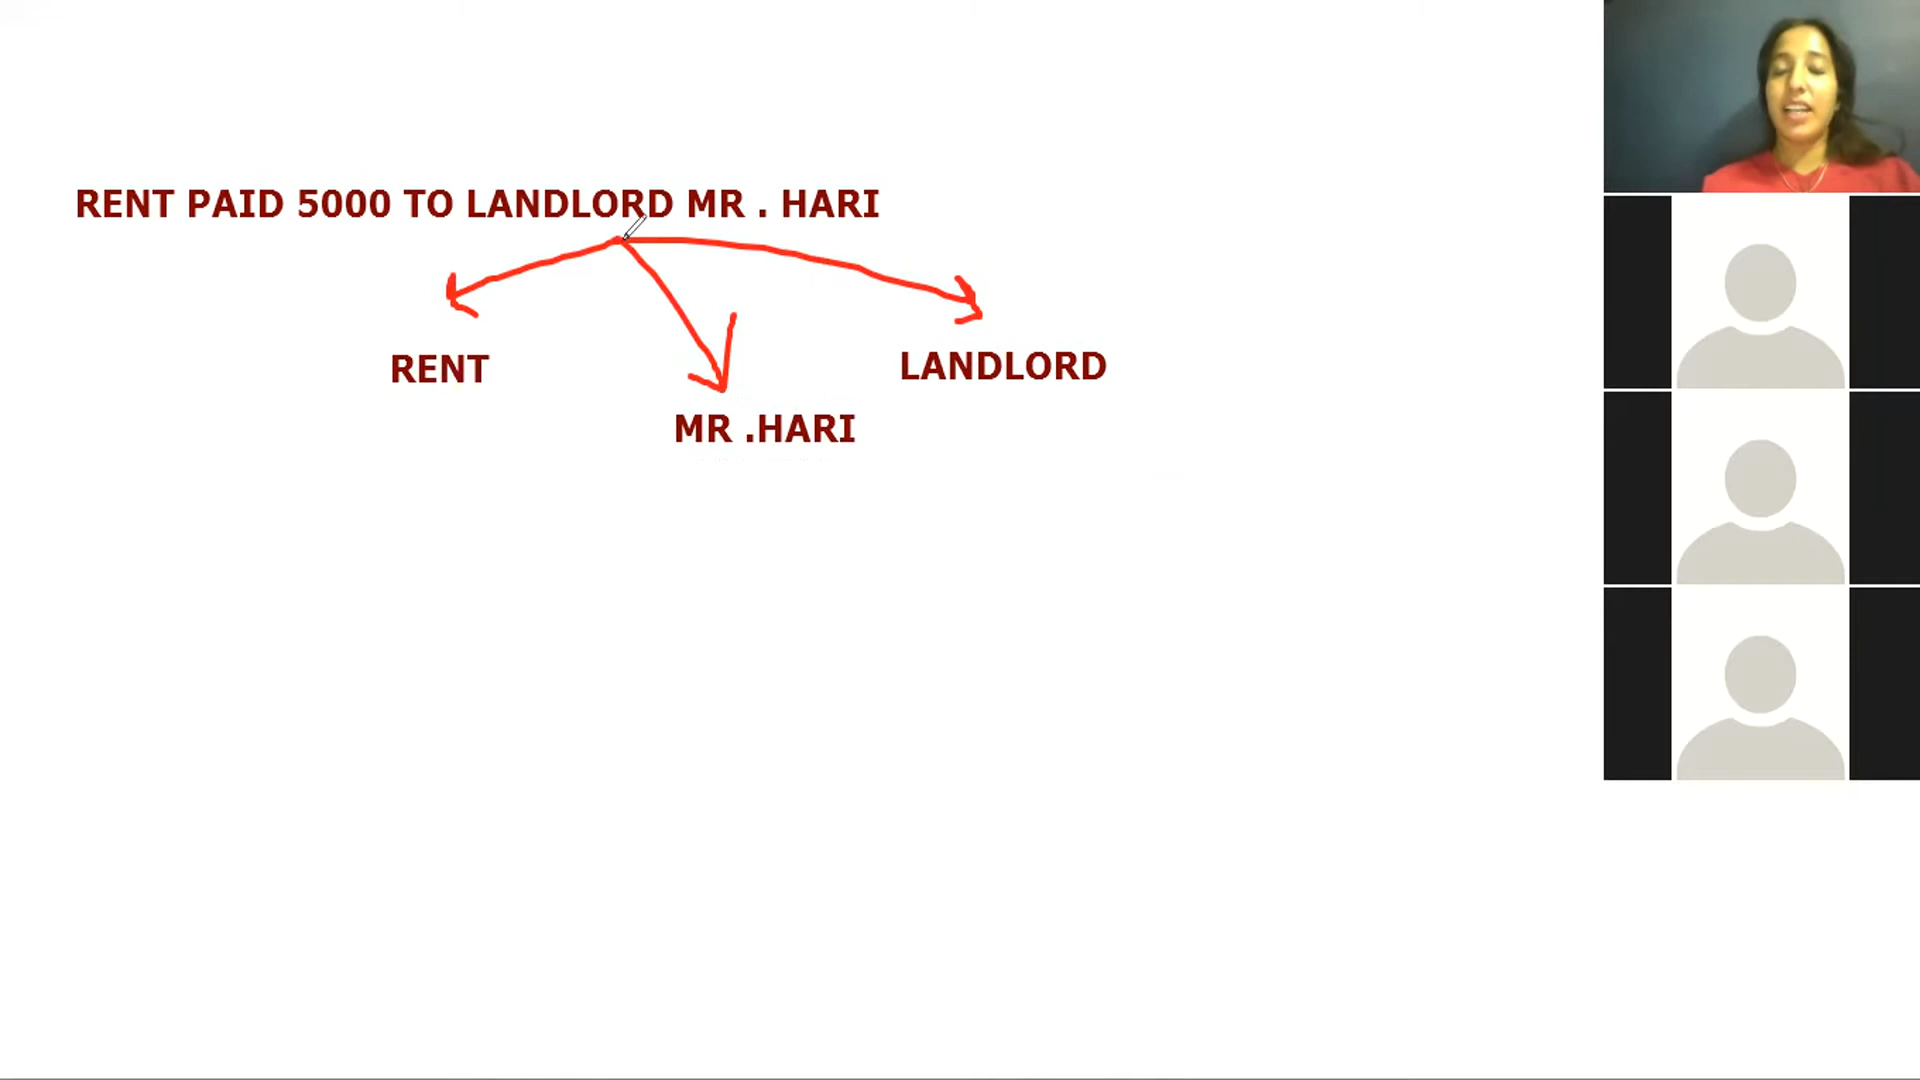 RENT PAID 5000 TO LANDLORD MR . HARI
RENT
LANDLORD
MR .HARI